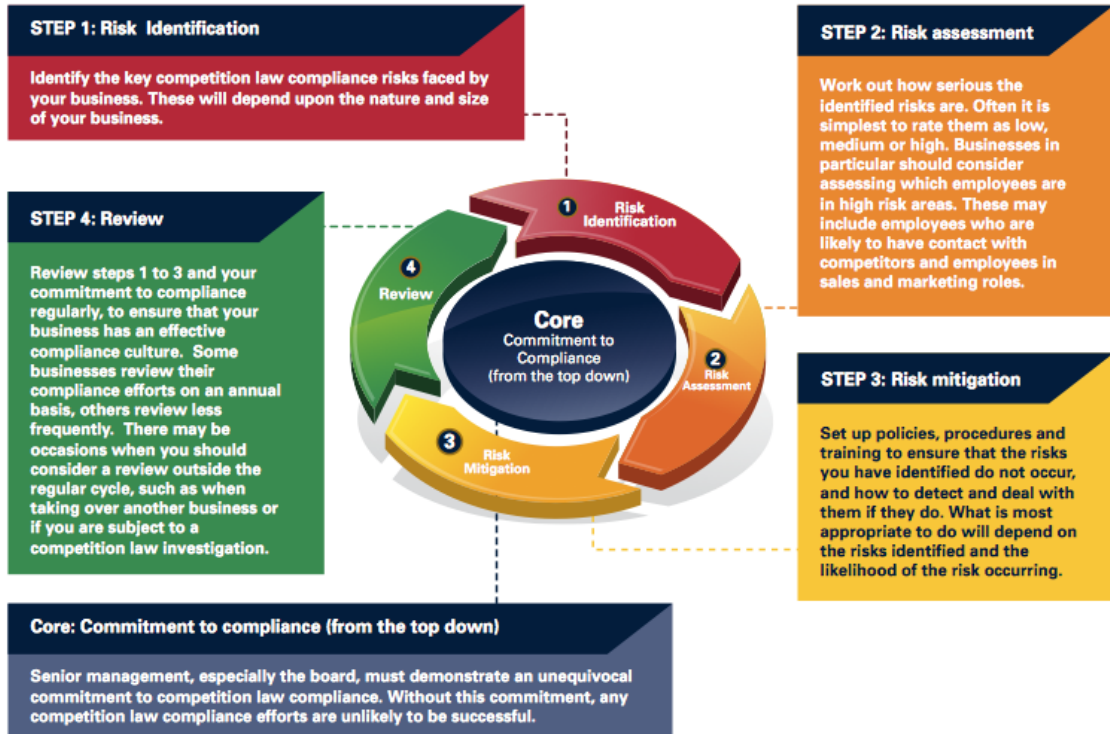 STEP 1: Risk Identification
Identify the key competition law compliance risks faced by
your business. These will depend upon the nature and size
of your business.
STEP 2: Risk assessment
Work out how serious the
identified risks are. Often it is
simplest to rate them as low,
medium or high. Businesses in
particular should consider
assessing which employees are
in high risk areas. These may
include employees who are
likely to have contact with
competitors and employees in
sales and marketing roles.
STEP 4: Review
Review steps 1 to 3 and your
commitment to compliance
regularly, to ensure that your
business has an effective
compliance culture. Some
businesses review their
compliance efforts on an annual
basis, others review less
frequently. There may be
occasions when you should
consider a review outside the
regular cycle, such as when
taking over another business or
if you are subject to a
competition law investigation.
1
Risk
Identification
4
Review
Core
Commitment to
Compliance
(from the top down)
2
Risk
Assessment
3
Risk
Mitigation
STEP 3: Risk mitigation
Set up policies, procedures and
training to ensure that the risks
you have identified do not occur,
and how to detect and deal with
them if they do. What is most
appropriate to do will depend on
the risks identified and the
likelihood of the risk occurring.
Core: Commitment to compliance (from the top down)
Senior management, especially the board, must demonstrate an unequivocal
commitment to competition law compliance. Without this commitment, any
competition law compliance efforts are unlikely to be successful.